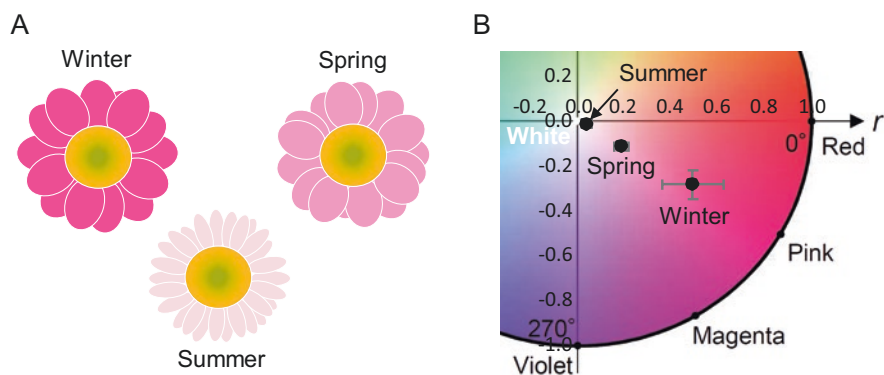 A
Winter
Spring
Summer
B
0.2
Summer
-0.2 0.0 0.2 0.4 0.6 0.8 1.0
0.0
r
White
0°
Red
-0.2
Spring
Winter
-0.4
-0.6
Pink
-0.8
270°
Magenta
-1.0
Violet